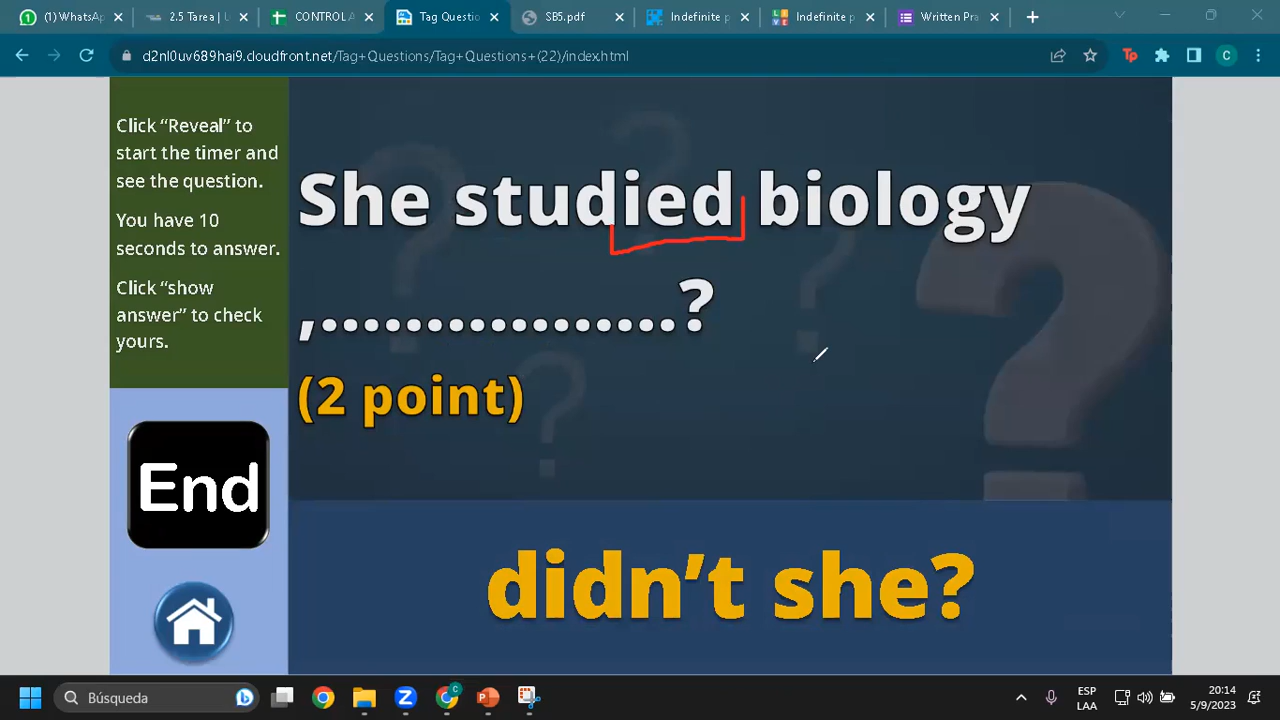 (1) WhatsA
2.5 Tarea | U
CONTROL A
Tag Questio
SB5.pdf
Indefinite p
Indefinite p
Written Pra
d2nl0uv689hai9.cloudfront.net/Tag+Questions/Tag+Questions+(22)/index.html
Click “Reveal” to
start the timer and
see the question.
You have 10
seconds to answer.
Click “show
answer” to check
yours.
She studied biology
,.................?
(2 point)
End
didn’t she?
Búsqueda
ESP
LAA
20:14
5/9/2023